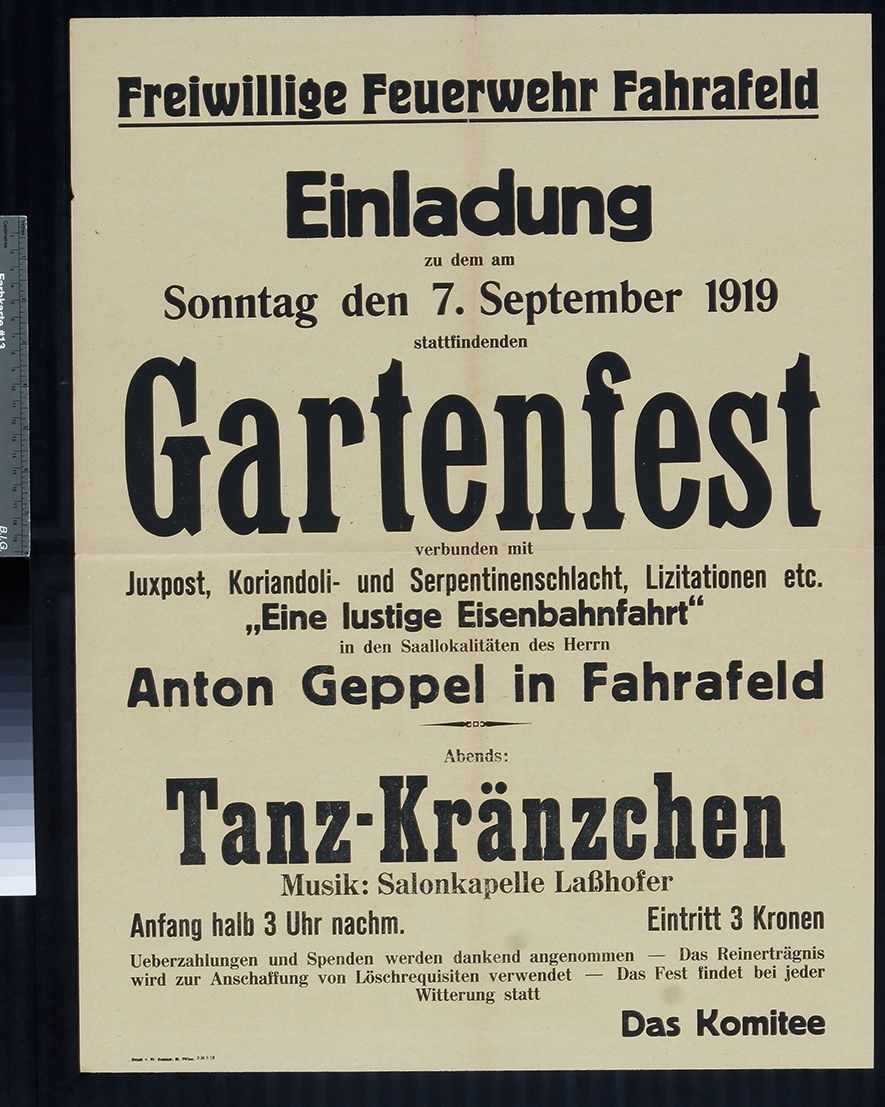 Freiwillige Feuerwehr Fahrafeld
Einladung
zu dem am
Sonntag den 7. September 1919
stattfindenden
Gartenfest
verbunden mit
Juxpost, Koriandoli- und Serpentinenschlacht, Lizitationen etc.
„Eine lustige Eisenbahnfahrt“
in den Saallokalitäten des Herrn
Anton Geppel in Fahrafeld
Abends:
Tanz-Kränzchen
Musik: Salonkapelle Laßhofer
Anfang halb 3 Uhr nachm.
Eintritt 3 Kronen
Ueberzahlungen und Spenden werden dankend angenommen — Das Reinerträgnis
wird zur Anschaffung von Löschrequisiten verwendet — Das Fest findet bei jeder
Witterung statt
Das Komitee
Farbkarte #13
B.I.G.
Centimetres